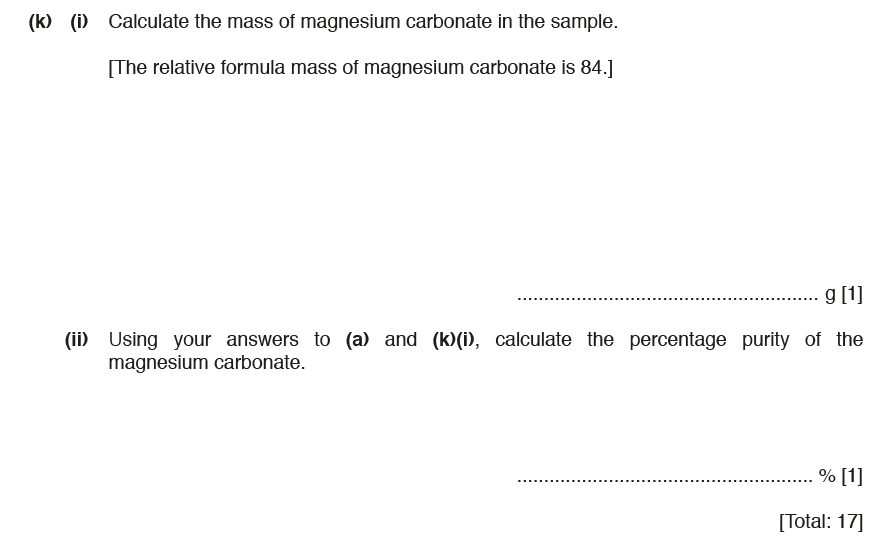 (k) (i) Calculate the mass of magnesium carbonate in the sample.
[The relative formula mass of magnesium carbonate is 84.]
...................................................... g [1]
(ii) Using your answers to (a) and (k)(i), calculate the percentage purity of the
magnesium carbonate.
...................................................... % [1]
[Total: 17]